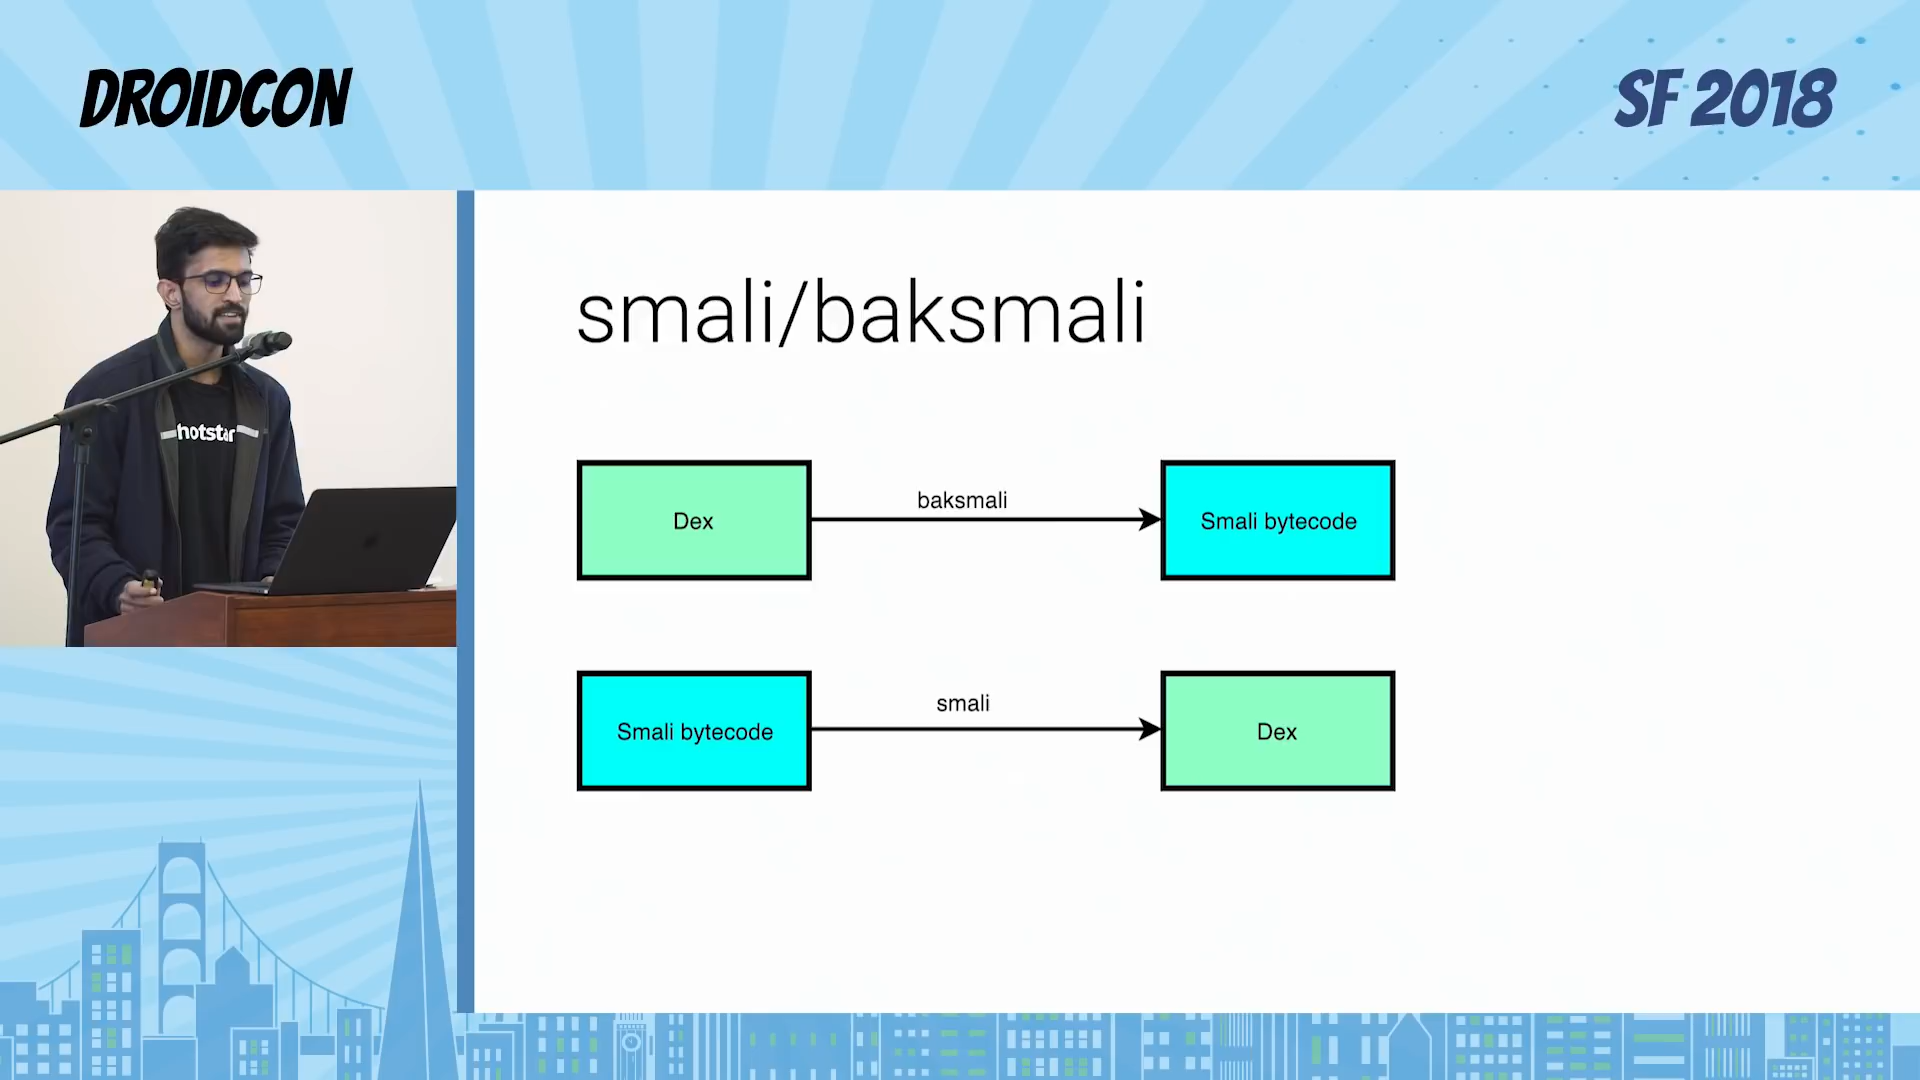 DROIDCON
SF 2018
hotstar
smali/baksmali
Dex
baksmali
Smali bytecode
Smali bytecode
smali
Dex